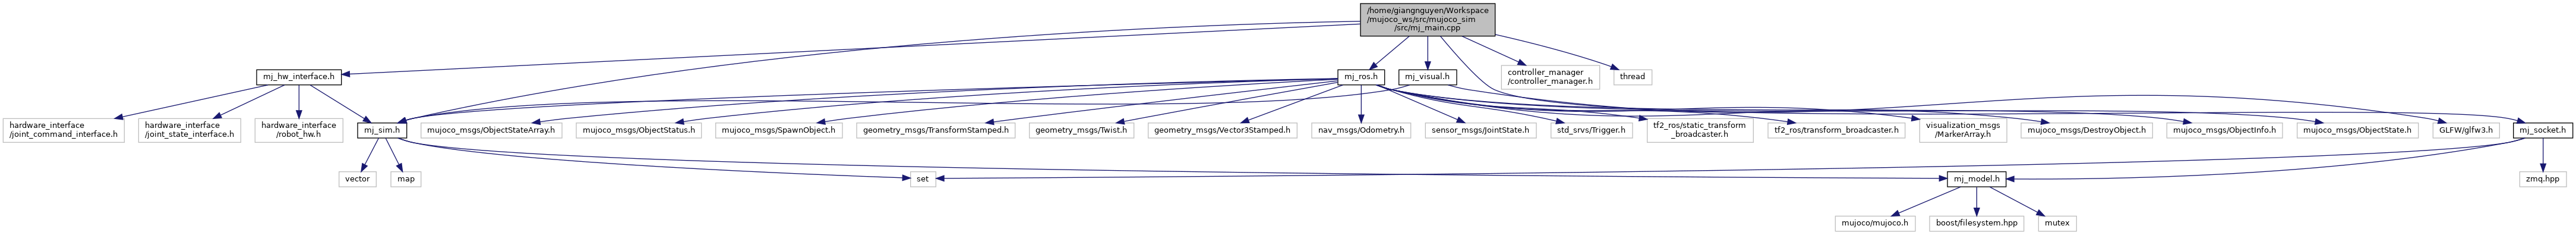 /home/giangnguyen/Workspace
/mujoco_ws/src/mujoco_sim
/src/mj_main.cpp
mj_hw_interface.h
mj_ros.h
mj_visual.h
controller_manager
/controller_manager.h
thread
hardware_interface
/joint_command_interface.h
hardware_interface
/joint_state_interface.h
hardware_interface
/robot_hw.h
mj_sim.h
mujoco_msgs/ObjectStateArray.h
mujoco_msgs/ObjectStatus.h
mujoco_msgs/SpawnObject.h
geometry_msgs/TransformStamped.h
geometry_msgs/Twist.h
geometry_msgs/Vector3Stamped.h
nav_msgs/Odometry.h
sensor_msgs/JointState.h
std_srvs/Trigger.h
tf2_ros/static_transform
_broadcaster.h
tf2_ros/transform_broadcaster.h
visualization_msgs
/MarkerArray.h
mujoco_msgs/DestroyObject.h
mujoco_msgs/ObjectInfo.h
mujoco_msgs/ObjectState.h
GLFW/glfw3.h
mj_socket.h
vector
map
set
mj_model.h
zmq.hpp
mujoco/mujoco.h
boost/filesystem.hpp
mutex